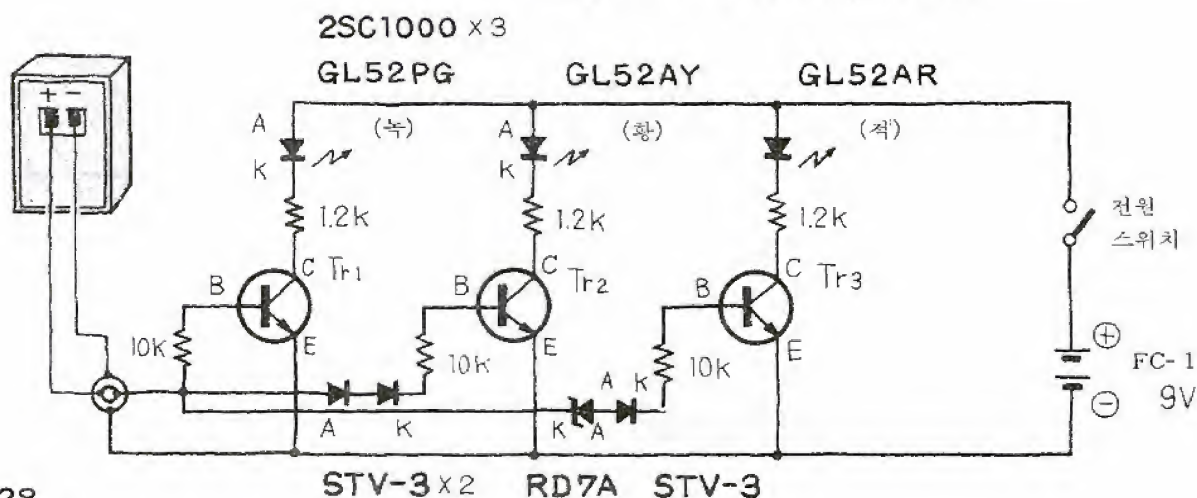 2SC1000 × 3
GL52PG GL52AY GL52AR
+ −
A (녹) A (황) (적)
K K
1.2K 1.2K 1.2K
전원
스위치
C Tr1 C Tr2 C Tr3
B B B
E E E
10K 10K 10K
⊕ FC-1
⊖ 9V
A K
A K
K A
STV-3×2 RD7A STV-3